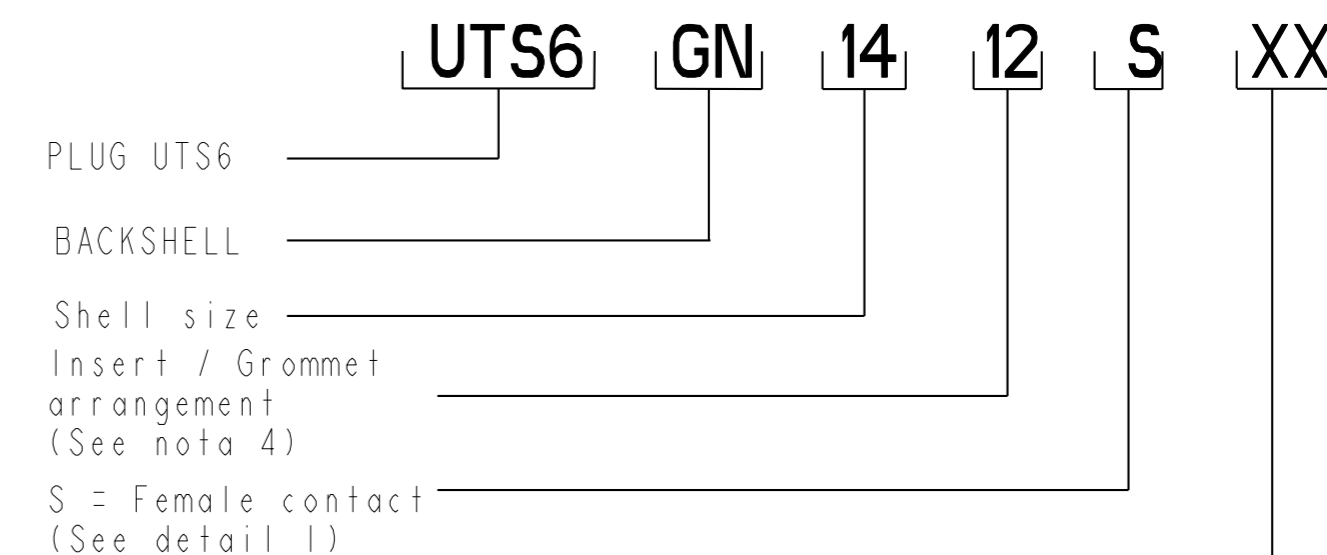 UTS6 GN 14 12 S XX
PLUG UTS6
BACKSHELL
Shell size
Insert / Grommet
arrangement
(See nota 4)
S = Female contact
(See detail 1)